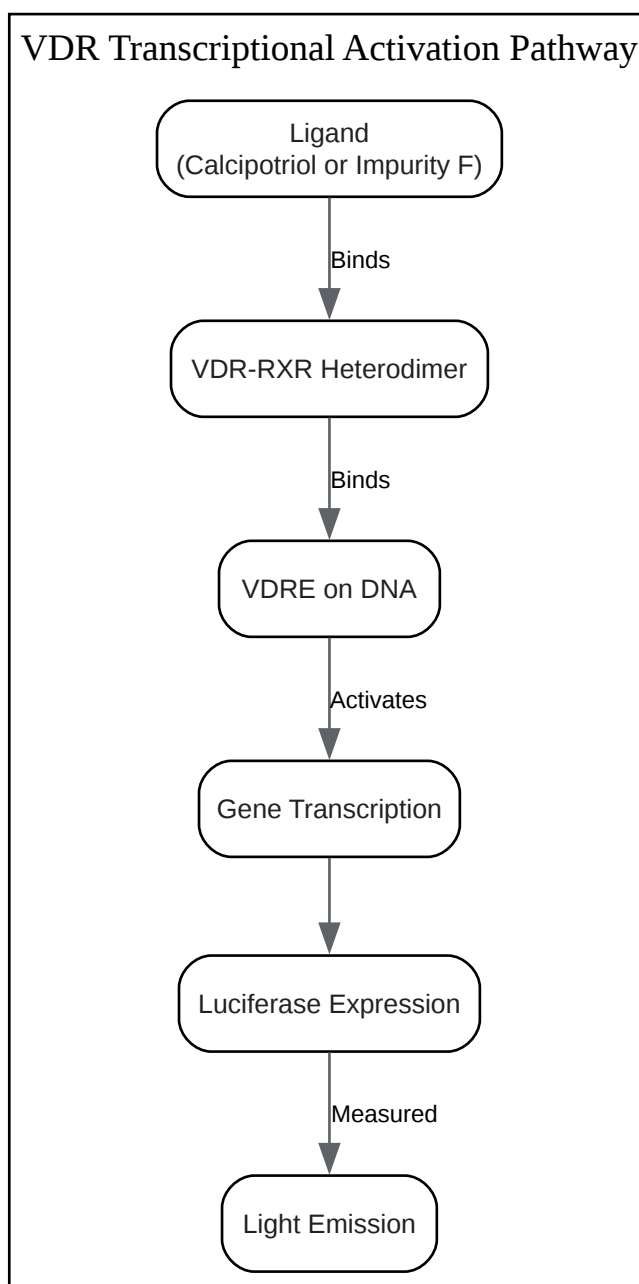 VDR Transcriptional Activation Pathway
Ligand
(Calcipotriol or Impurity F)
Binds
VDR-RXR Heterodimer
Binds
VDRE on DNA
Activates
Gene Transcription
Luciferase Expression
Measured
Light Emission